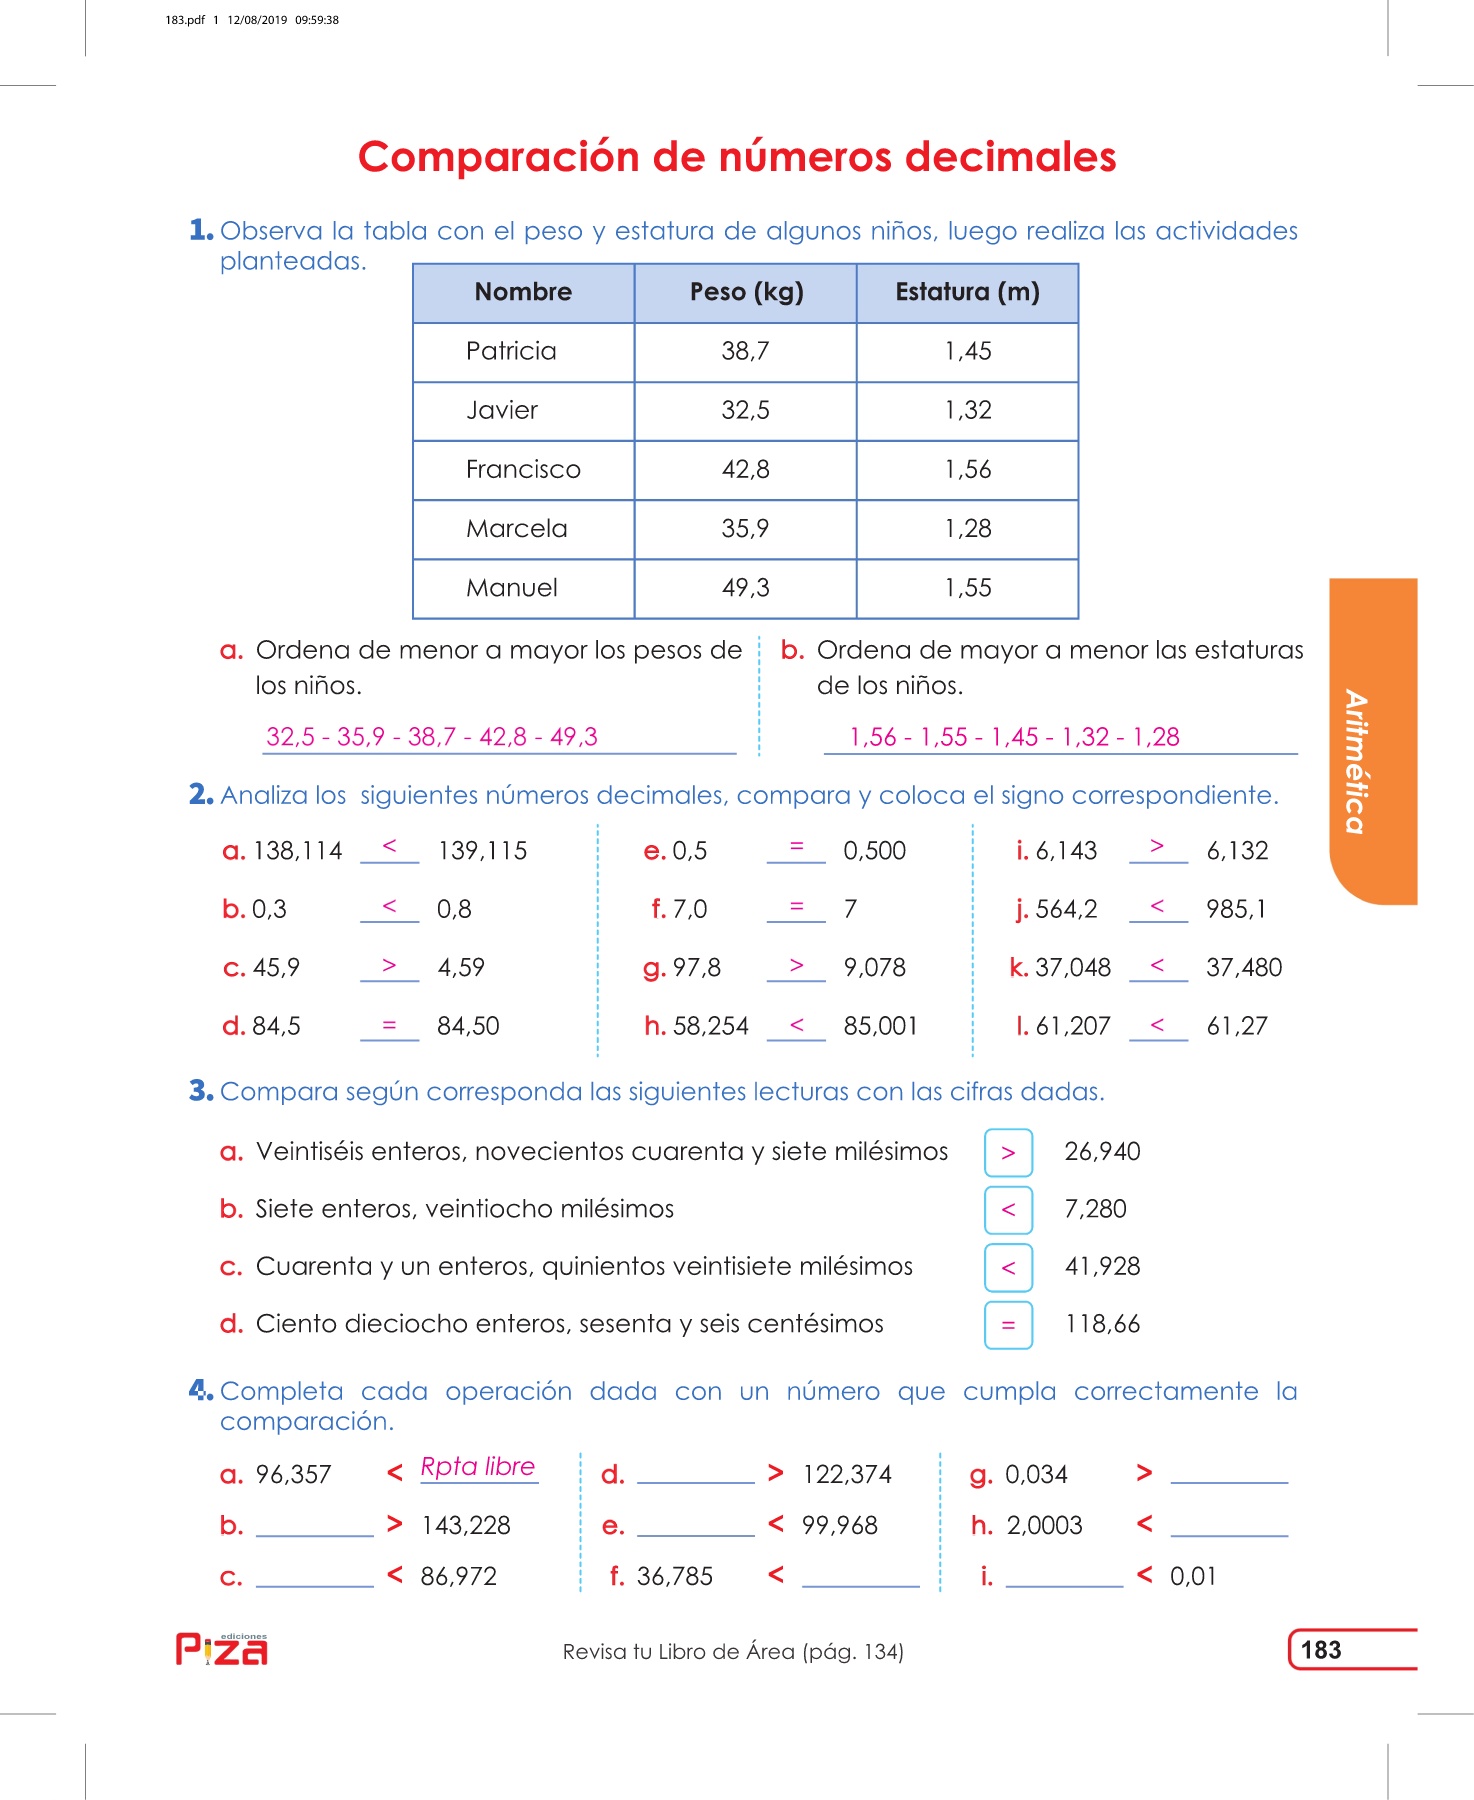 183.pdf 1 12/08/2019 09:59:38
Comparación de números decimales
1. Observa la tabla con el peso y estatura de algunos niños, luego realiza las actividades
planteadas.
Nombre Peso (kg) Estatura (m)
Patricia 38,7 1,45
Javier 32,5 1,32
Francisco 42,8 1,56
Marcela 35,9 1,28
Manuel 49,3 1,55
a. Ordena de menor a mayor los pesos de
los niños.
32,5 - 35,9 - 38,7 - 42,8 - 49,3
b. Ordena de mayor a menor las estaturas
de los niños.
1,56 - 1,55 - 1,45 - 1,32 - 1,28
Aritmética
2. Analiza los siguientes números decimales, compara y coloca el signo correspondiente.
a. 138,114 < 139,115
b. 0,3 < 0,8
c. 45,9 > 4,59
d. 84,5 = 84,50
e. 0,5 = 0,500
f. 7,0 = 7
g. 97,8 > 9,078
h. 58,254 < 85,001
i. 6,143 > 6,132
j. 564,2 < 985,1
k. 37,048 < 37,480
l. 61,207 < 61,27
3. Compara según corresponda las siguientes lecturas con las cifras dadas.
a. Veintiséis enteros, novecientos cuarenta y siete milésimos > 26,940
b. Siete enteros, veintiocho milésimos < 7,280
c. Cuarenta y un enteros, quinientos veintisiete milésimos < 41,928
d. Ciento dieciocho enteros, sesenta y seis centésimos = 118,66
4. Completa cada operación dada con un número que cumpla correctamente la
comparación.
a. 96,357 < Rpta libre
b. > 143,228
c. < 86,972
d. > 122,374
e. < 99,968
f. 36,785 <
g. 0,034 >
h. 2,0003 <
i. < 0,01
ediciones
Piza
Revisa tu Libro de Área (pág. 134)
183